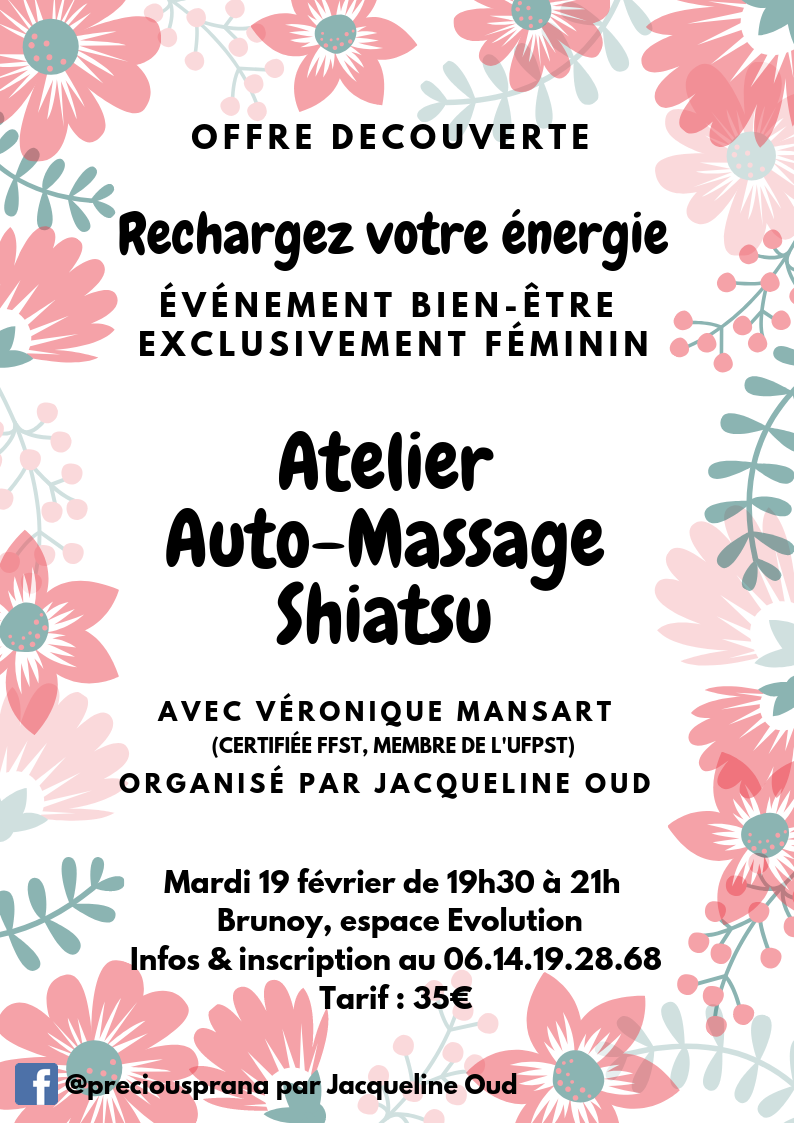 OFFRE DECOUVERTE
Rechargez votre énergie
ÉVÉNEMENT BIEN-ÊTRE
EXCLUSIVEMENT FÉMININ
Atelier
Auto-Massage
Shiatsu
AVEC VÉRONIQUE MANSART
(CERTIFIÉE FFST, MEMBRE DE L'UFPST)
ORGANISÉ PAR JACQUELINE OUD
Mardi 19 février de 19h30 à 21h
Brunoy, espace Evolution
Infos & inscription au 06.14.19.28.68
Tarif : 35€
f @preciousprana par Jacqueline Oud